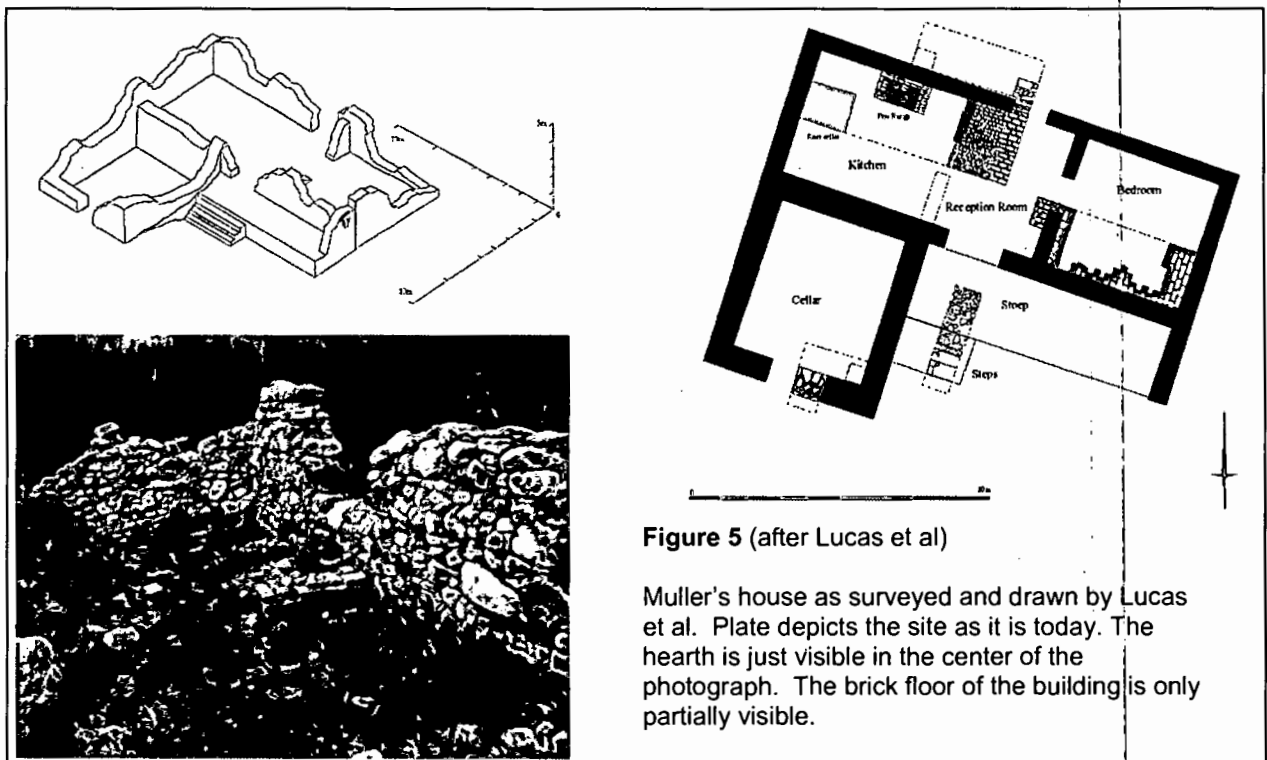 5m
Kitchen
Reception Room
Bedroom
Cellar
Stoep
Steps
0
Figure 5 (after Lucas et al)
Muller's house as surveyed and drawn by Lucas
et al. Plate depicts the site as it is today. The
hearth is just visible in the center of the
photograph. The brick floor of the building is only
partially visible.